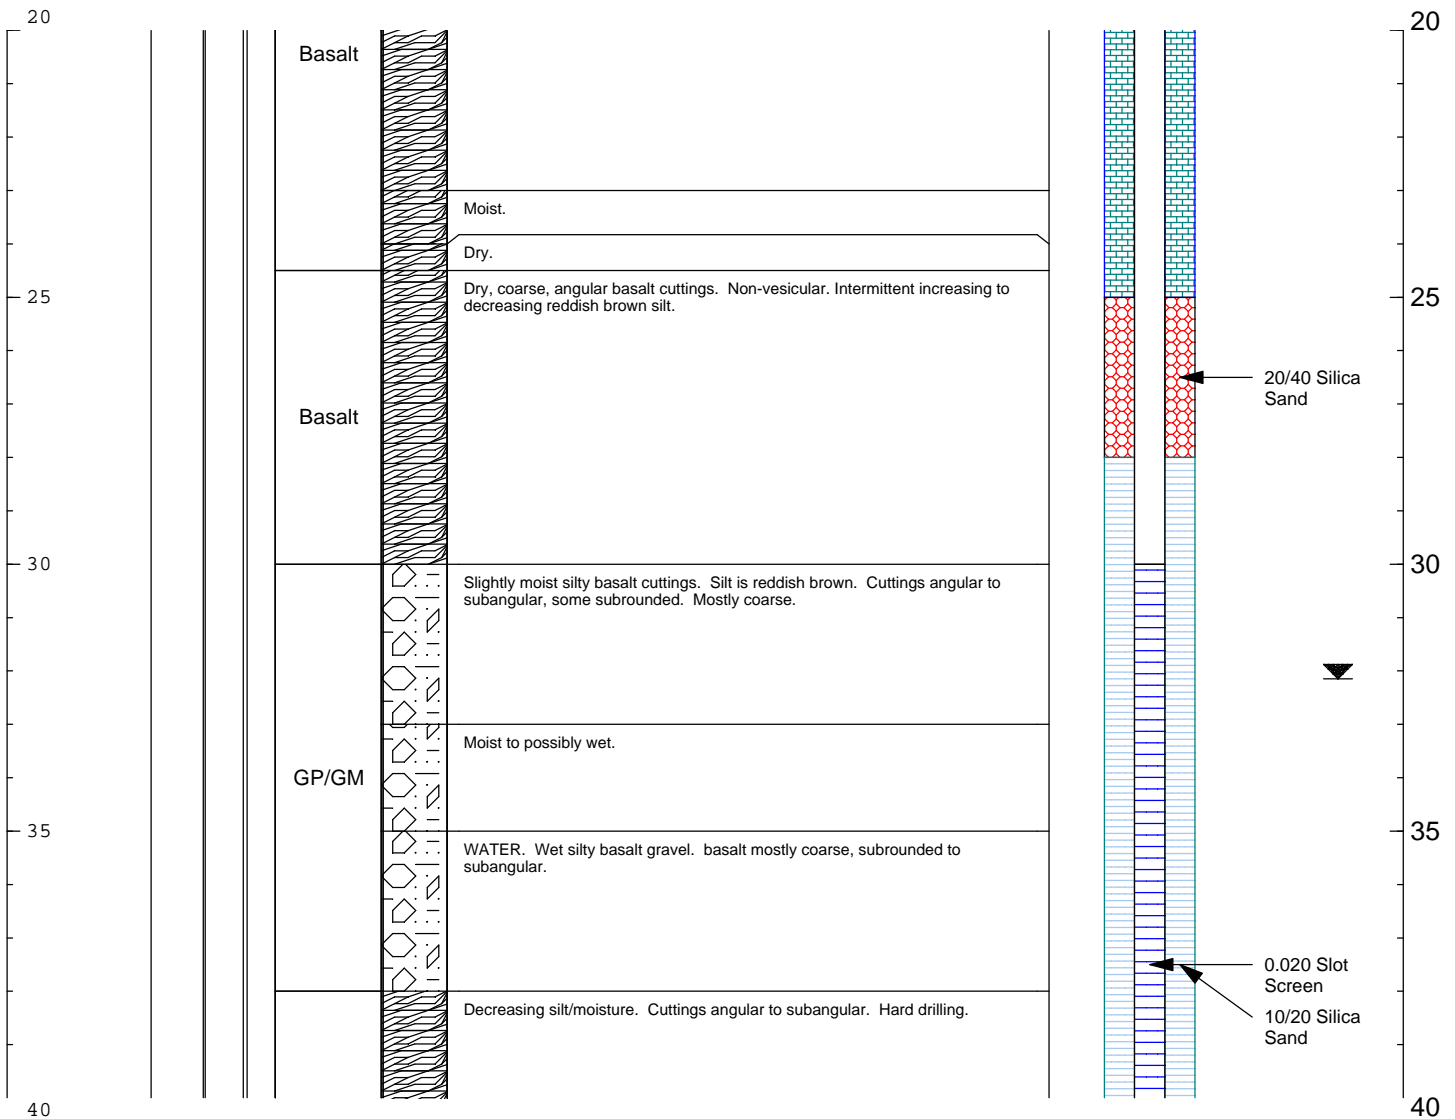 20
20
Basalt
Moist.
Dry.
25
Dry, coarse, angular basalt cuttings.  Non-vesicular. Intermittent increasing to
decreasing reddish brown silt.
25
20/40 Silica
Sand
Basalt
30
Slightly moist silty basalt cuttings.  Silt is reddish brown.  Cuttings angular to
subangular, some subrounded.  Mostly coarse.
30
Moist to possibly wet.
GP/GM
35
WATER.  Wet silty basalt gravel.  basalt mostly coarse, subrounded to
subangular.
35
0.020 Slot
Screen
Decreasing silt/moisture.  Cuttings angular to subangular.  Hard drilling.
10/20 Silica
Sand
40
40